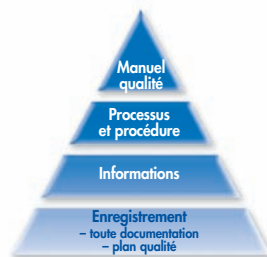 Manuel
qualité
Processus
et procédure
Informations
Enregistrement
– toute documentation
– plan qualité